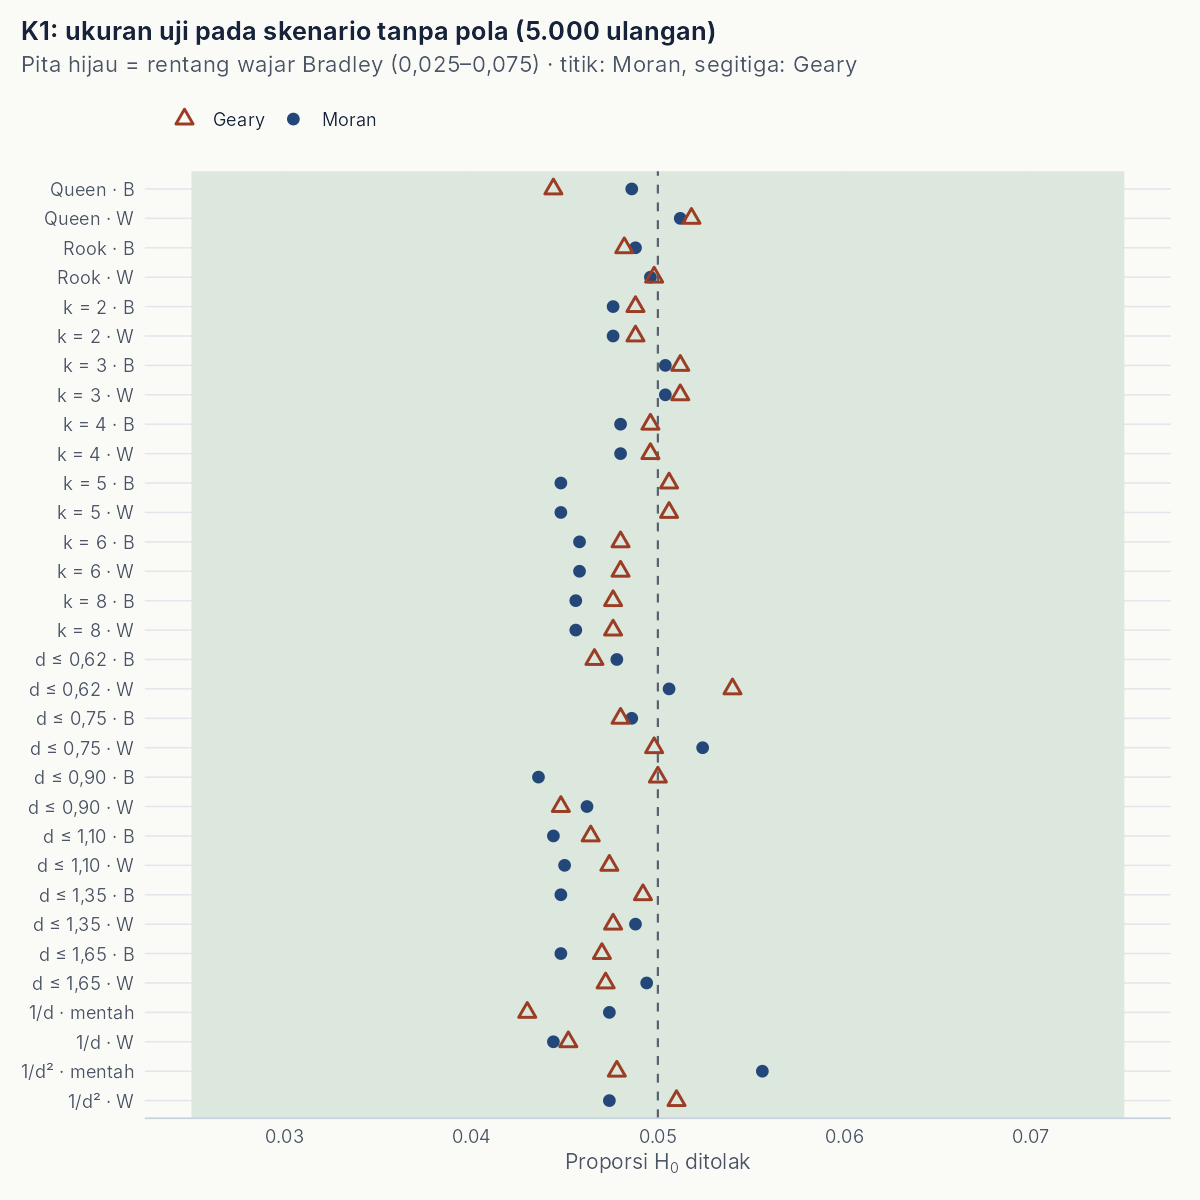 K1: ukuran uji pada skenario tanpa pola (5.000 ulangan)
Pita hijau = rentang wajar Bradley (0,025–0,075) · titik: Moran, segitiga: Geary
Geary Moran
Queen · B
Queen · W
Rook · B
Rook · W
k = 2 · B
k = 2 · W
k = 3 · B
k = 3 · W
k = 4 · B
k = 4 · W
k = 5 · B
k = 5 · W
k = 6 · B
k = 6 · W
k = 8 · B
k = 8 · W
d ≤ 0,62 · B
d ≤ 0,62 · W
d ≤ 0,75 · B
d ≤ 0,75 · W
d ≤ 0,90 · B
d ≤ 0,90 · W
d ≤ 1,10 · B
d ≤ 1,10 · W
d ≤ 1,35 · B
d ≤ 1,35 · W
d ≤ 1,65 · B
d ≤ 1,65 · W
1/d · mentah
1/d · W
1/d² · mentah
1/d² · W
0.03 0.04 0.05 0.06 0.07
Proporsi H₀ ditolak